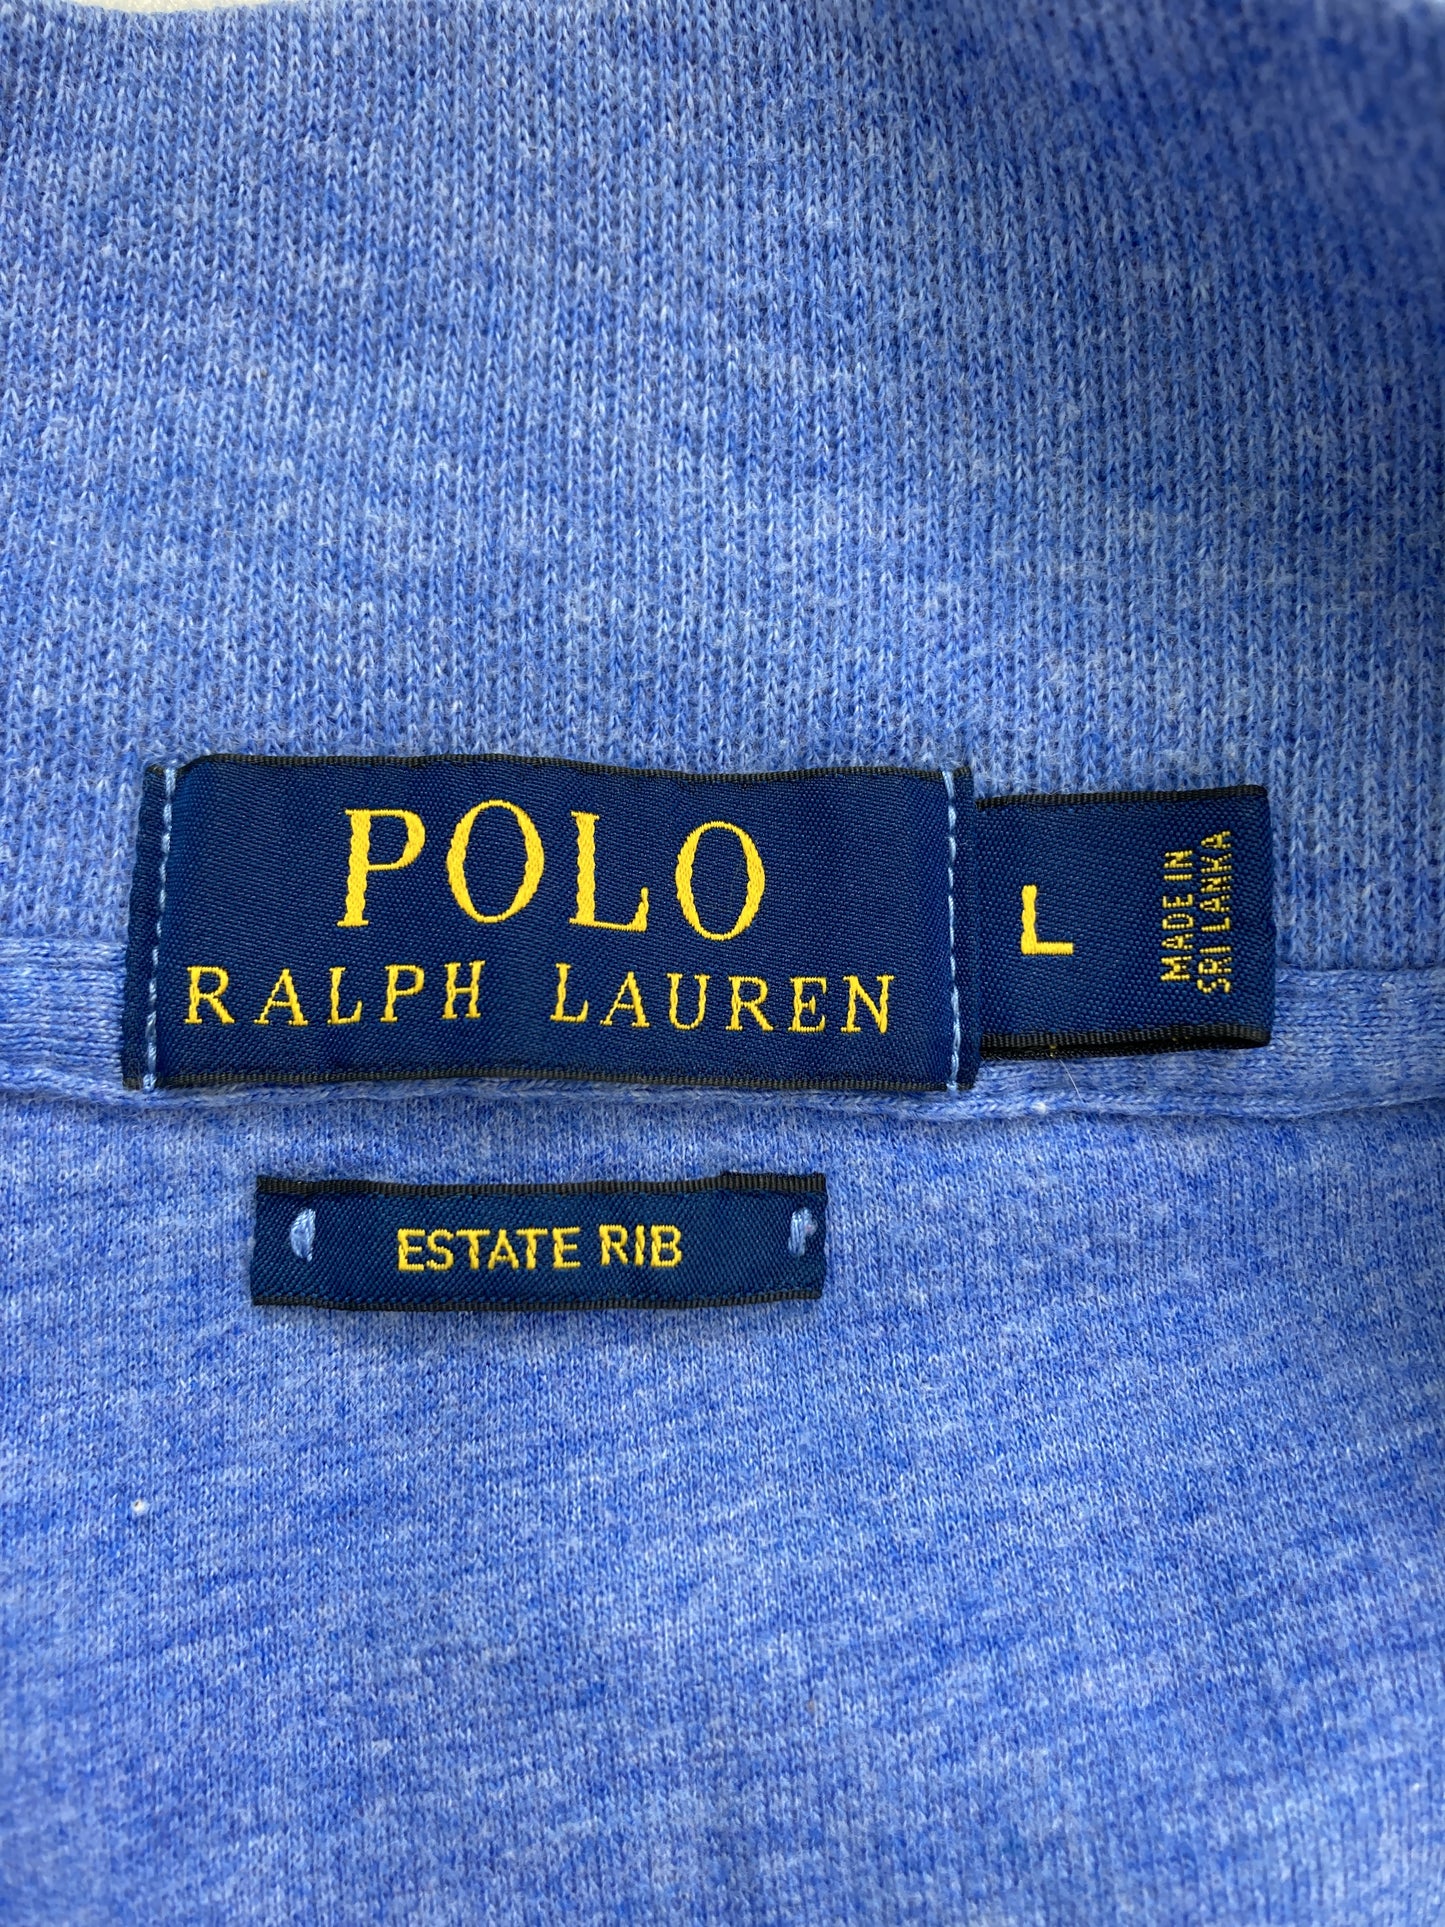 POLO
RALPH LAUREN
L
MADE IN
SRI LANKA
ESTATE RIB